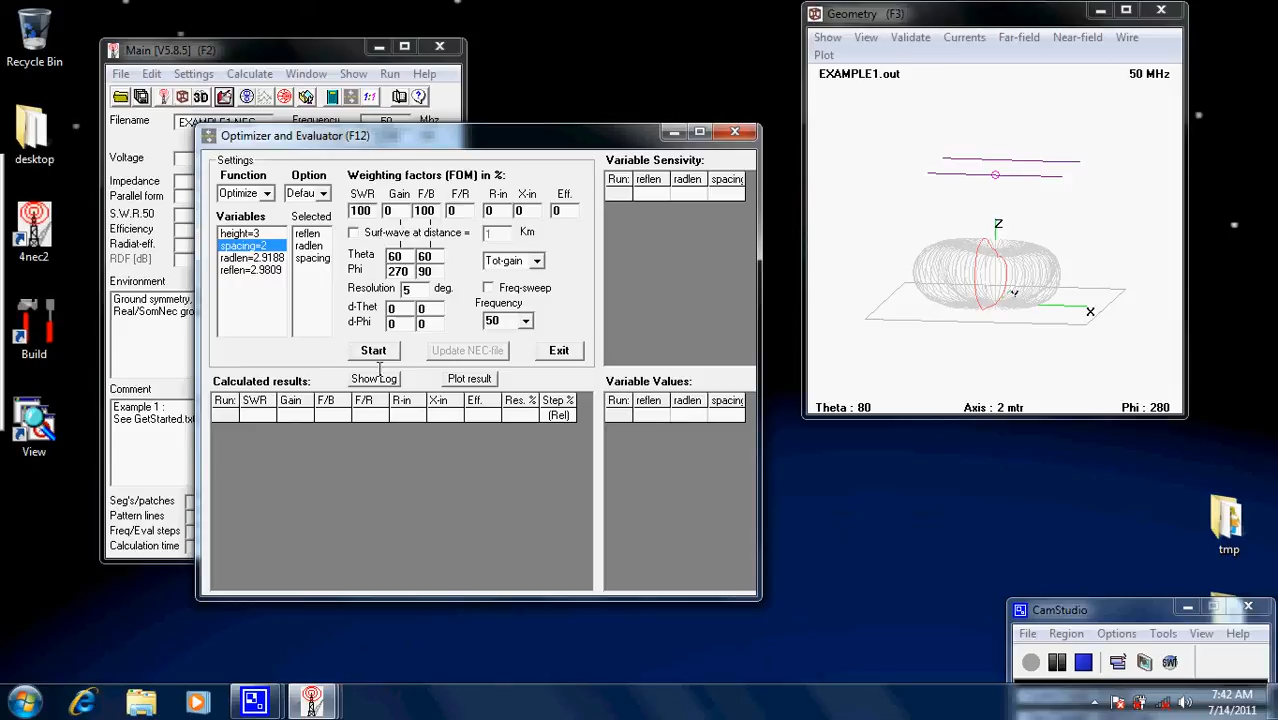 Recycle Bin
desktop
4nec2
Build
View
Main [V5.8.5] (F2)
File Edit Settings Calculate Window Show Run Help
3D
1:1
Filename EXAMPLE1.NEC Frequency 50 Mhz
Voltage
Impedance
Parallel form
S.W.R.50
Efficiency
Radiat-eff.
RDF [dB]
Environment
Ground symmetry,
Real/SomNec gro
Comment
Example 1 :
See GetStarted.txt
Seg's/patches
Pattern lines
Freq/Eval steps
Calculation time
Optimizer and Evaluator (F12)
Settings
Function Option Weighting factors (FOM) in %:
Optimize Defau
SWR Gain F/B F/R R-in X-in Eff.
100 0 100 0 0 0 0
Variables Selected
height=3
spacing=2
radlen=2.9188
reflen=2.9809
reflen
radlen
spacing
Surf-wave at distance = 1 Km
Theta 60 60
Phi 270 90
Tot-gain
Resolution 5 deg.
Freq-sweep
d-Thet 0 0
d-Phi 0 0
Frequency
50
Start Update NEC-file Exit
Calculated results: Show Log Plot result
Run: SWR Gain F/B F/R R-in X-in Eff. Res. % Step %
(Rel)
Variable Sensivity:
Run: reflen radlen spacing
Variable Values:
Run: reflen radlen spacing
Geometry (F3)
Show View Validate Currents Far-field Near-field Wire
Plot
EXAMPLE1.out 50 MHz
Z
Y
X
Theta : 80 Axis : 2 mtr Phi : 280
tmp
CamStudio
File Region Options Tools View Help
SWF
7:42 AM
7/14/2011